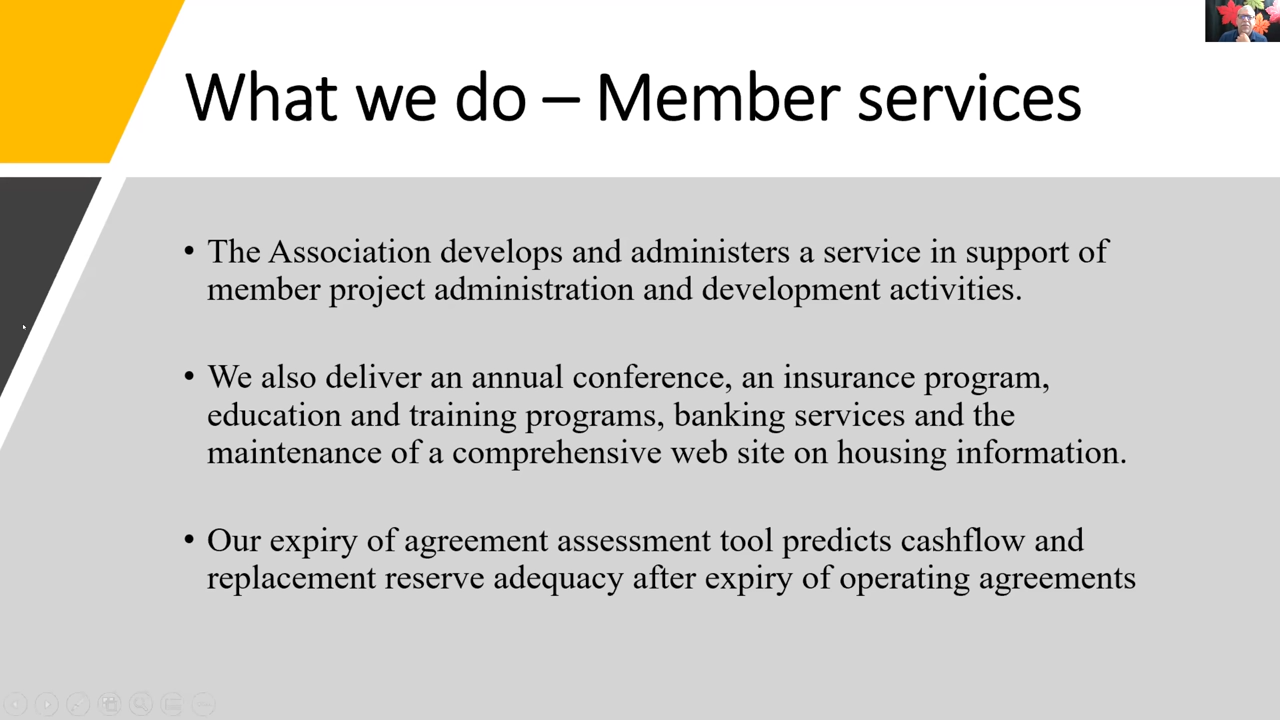 What we do – Member services
• The Association develops and administers a service in support of
member project administration and development activities.
• We also deliver an annual conference, an insurance program,
education and training programs, banking services and the
maintenance of a comprehensive web site on housing information.
• Our expiry of agreement assessment tool predicts cashflow and
replacement reserve adequacy after expiry of operating agreements